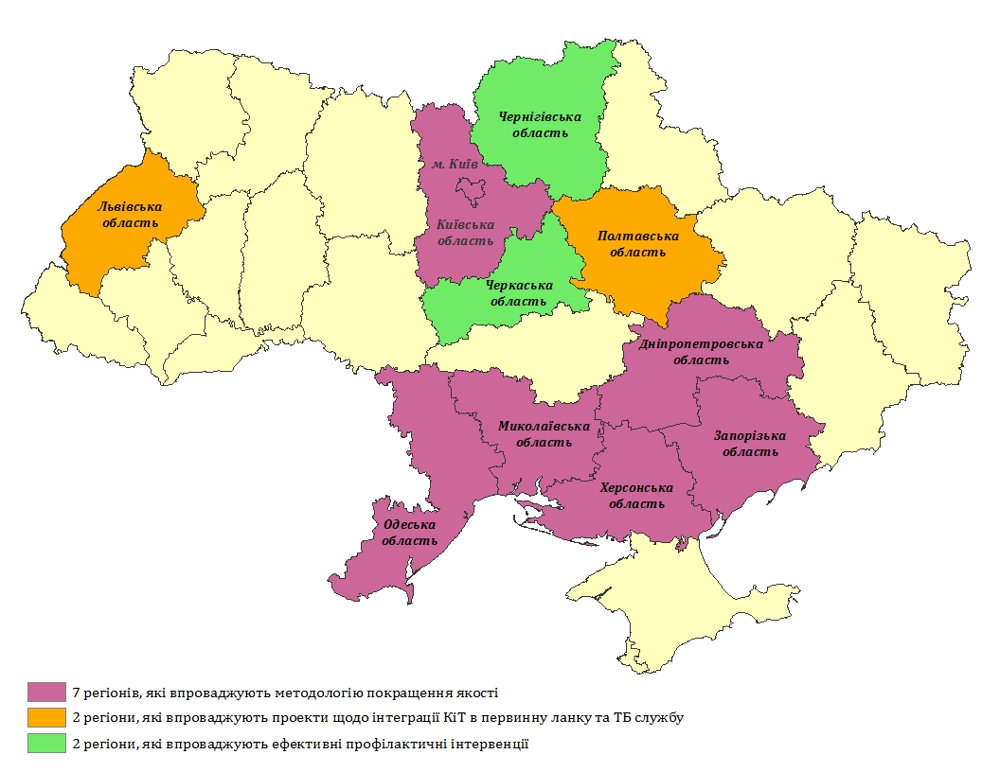 Чернігівська
область
м. Київ
Львівська
область
Київська
область
Полтавська
область
Черкаська
область
Дніпропетровська
область
Миколаївська
область
Запорізька
область
Херсонська
область
Одеська
область
7 регіонів, які впроваджують методологію покращення якості
2 регіони, які впроваджують проекти щодо інтеграції КіТ в первинну ланку та ТБ службу
2 регіони, які впроваджують ефективні профілактичні інтервенції